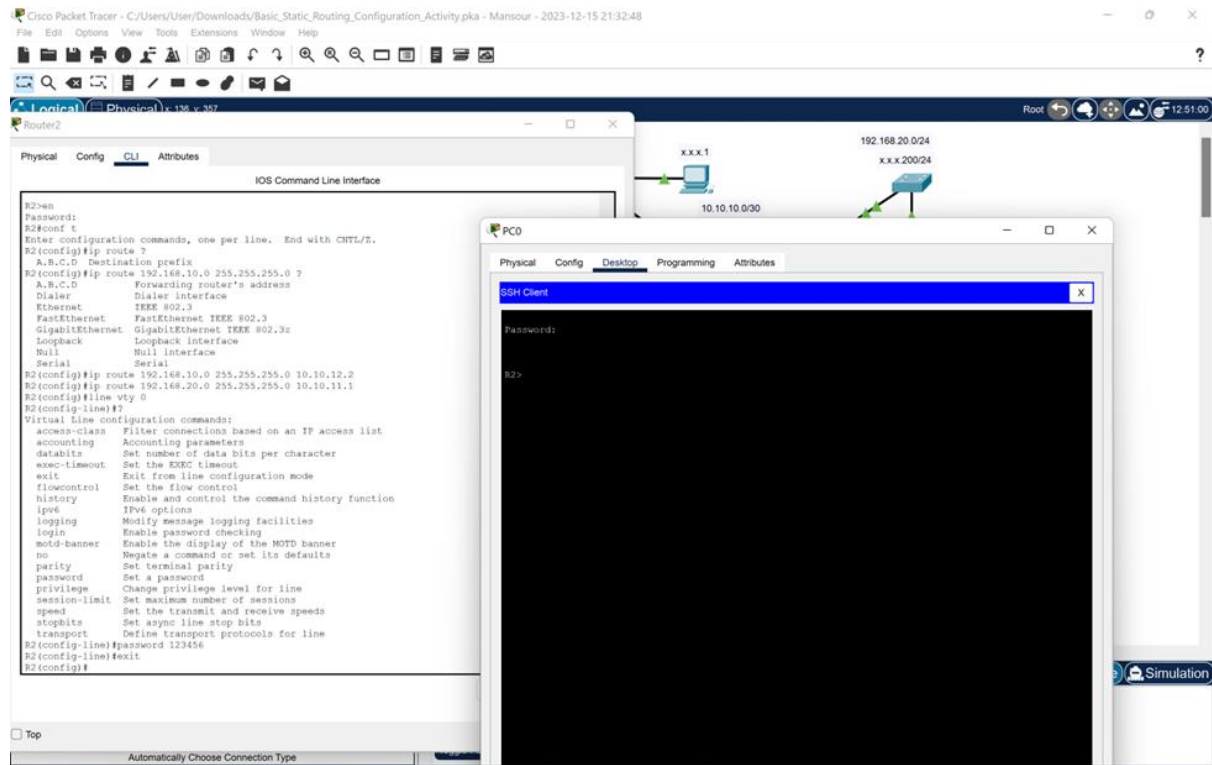 Cisco Packet Tracer - C:/Users/User/Downloads/Basic_Static_Routing_Configuration_Activity.pka - Mansour - 2023-12-15 21:32:48
File Edit Options View Tools Extensions Window Help
Logical Physical x: 136, y: 357
Root 12:51:00
Router2
Physical Config CLI Attributes
IOS Command Line Interface
R2>en
Password:
R2#conf t
Enter configuration commands, one per line. End with CNTL/Z.
R2(config)#ip route ?
A.B.C.D Destination prefix
R2(config)#ip route 192.168.10.0 255.255.255.0 ?
A.B.C.D Forwarding router's address
Dialer Dialer interface
Ethernet IEEE 802.3
FastEthernet FastEthernet IEEE 802.3
GigabitEthernet GigabitEthernet IEEE 802.3z
Loopback Loopback interface
Null Null interface
Serial Serial
R2(config)#ip route 192.168.10.0 255.255.255.0 10.10.12.2
R2(config)#ip route 192.168.20.0 255.255.255.0 10.10.11.1
R2(config)#line vty 0
R2(config-line)#?
Virtual Line configuration commands:
access-class Filter connections based on an IP access list
accounting Accounting parameters
databits Set number of data bits per character
exec-timeout Set the EXEC timeout
exit Exit from line configuration mode
flowcontrol Set the flow control
history Enable and control the command history function
ipv6 IPv6 options
logging Modify message logging facilities
login Enable password checking
motd-banner Enable the display of the MOTD banner
no Negate a command or set its defaults
parity Set terminal parity
password Set a password
privilege Change privilege level for line
session-limit Set maximum number of sessions
speed Set the transmit and receive speeds
stopbits Set async line stop bits
transport Define transport protocols for line
R2(config-line)#password 123456
R2(config-line)#exit
R2(config)#
Top
Automatically Choose Connection Type
x.x.x.1
192.168.20.0/24
x.x.x.200/24
10.10.10.0/30
PC0
Physical Config Desktop Programming Attributes
SSH Client X
Password:
R2>
Simulation